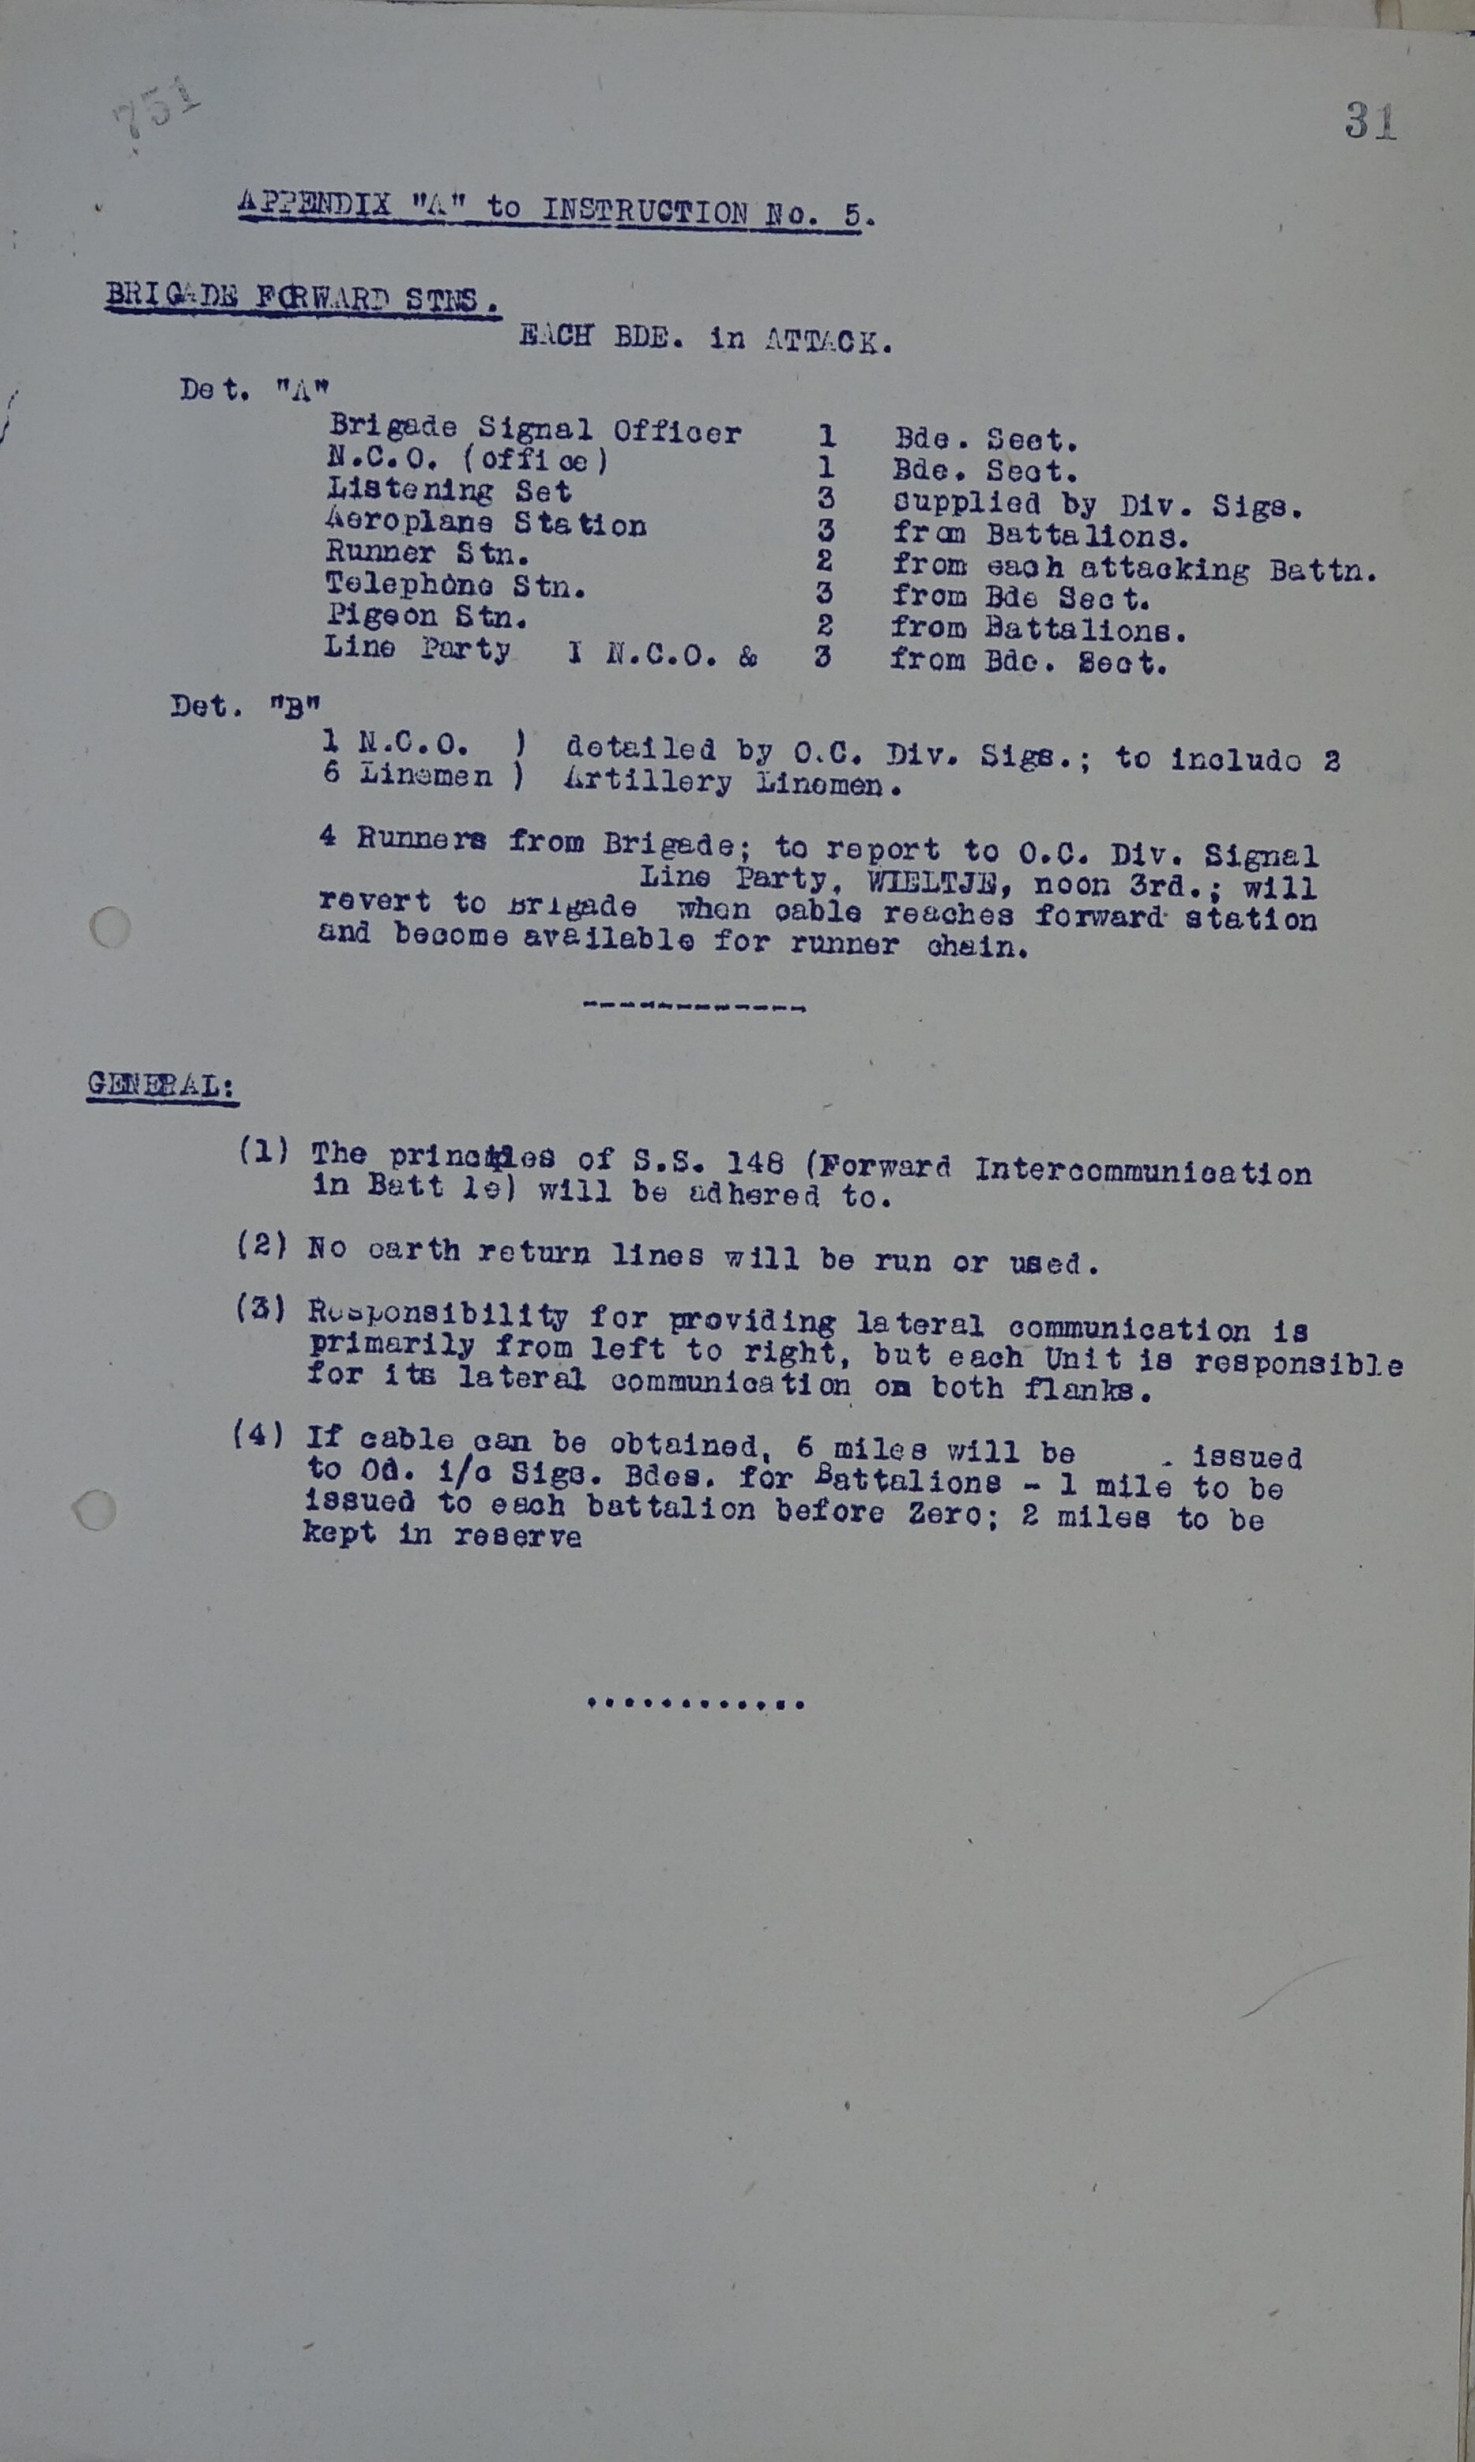 751
31
APPENDIX "A" to INSTRUCTION No. 5.
BRIGADE FORWARD STNS.
EACH BDE. in ATTACK.
Det. "A"
Brigade Signal Officer 1 Bde. Sect.
N.C.O. (office) 1 Bde. Sect.
Listening Set 3 supplied by Div. Sigs.
Aeroplane Station 3 from Battalions.
Runner Stn. 2 from each attacking Battn.
Telephone Stn. 3 from Bde Sect.
Pigeon Stn. 2 from Battalions.
Line Party I N.C.O. & 3 from Bde. Sect.
Det. "B"
1 N.C.O. ) detailed by O.C. Div. Sigs.; to include 2
6 Linemen ) Artillery Linemen.
4 Runners from Brigade; to report to O.C. Div. Signal
Line Party, WIELTJE, noon 3rd.; will
revert to Brigade when cable reaches forward station
and become available for runner chain.
------------
GENERAL:
(1) The principles of S.S. 148 (Forward Intercommunication
in Battle) will be adhered to.
(2) No earth return lines will be run or used.
(3) Responsibility for providing lateral communication is
primarily from left to right, but each Unit is responsible
for its lateral communication on both flanks.
(4) If cable can be obtained, 6 miles will be . issued
to Od. i/c Sigs. Bdes. for Battalions - 1 mile to be
issued to each battalion before Zero; 2 miles to be
kept in reserve
............